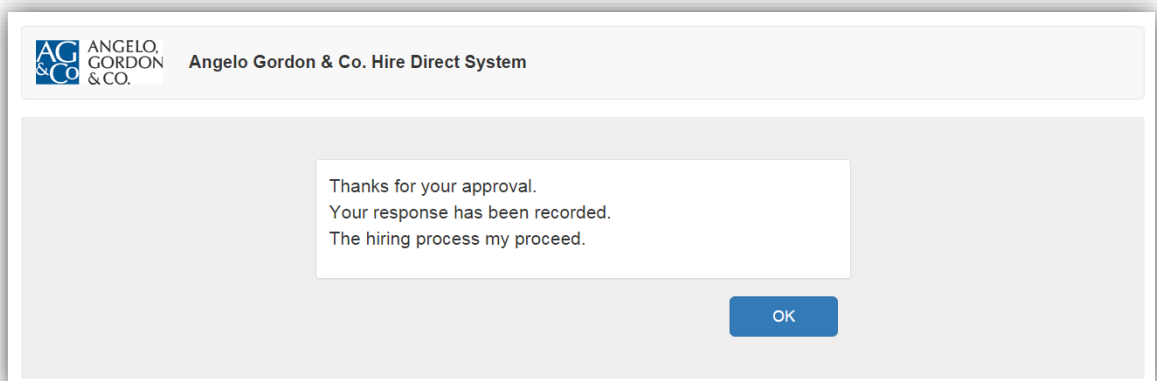 AG
&Co
ANGELO,
GORDON
& CO.
Angelo Gordon & Co. Hire Direct System
Thanks for your approval.
Your response has been recorded.
The hiring process my proceed.
OK